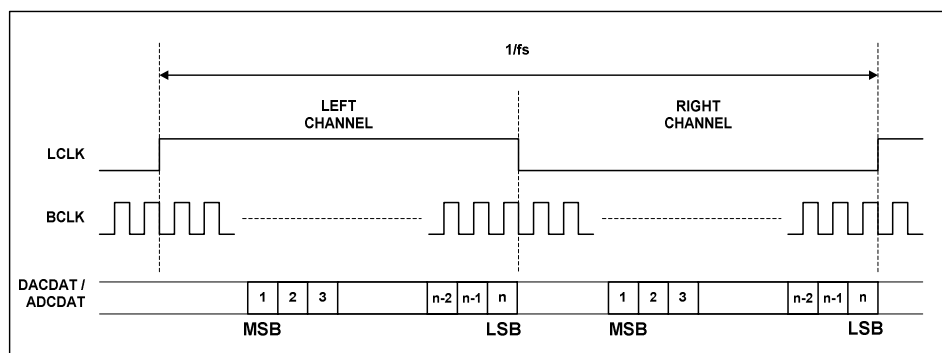 1/fs
LEFT
CHANNEL
RIGHT
CHANNEL
LCLK
BCLK
DACDAT /
ADCDAT
1 2 3 n-2 n-1 n 1 2 3 n-2 n-1 n
MSB LSB MSB LSB